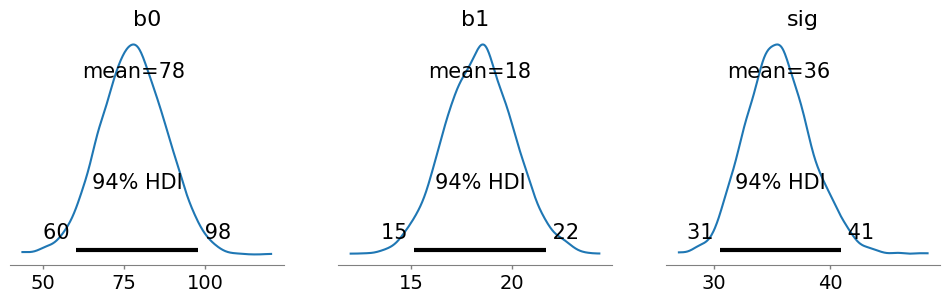 b0
mean=78
94% HDI
60 98
50 75 100
b1
mean=18
94% HDI
15 22
15 20
sig
mean=36
94% HDI
31 41
30 40